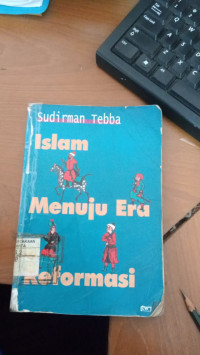 Sudirman Tebba
Islam
Menuju Era
Reformasi